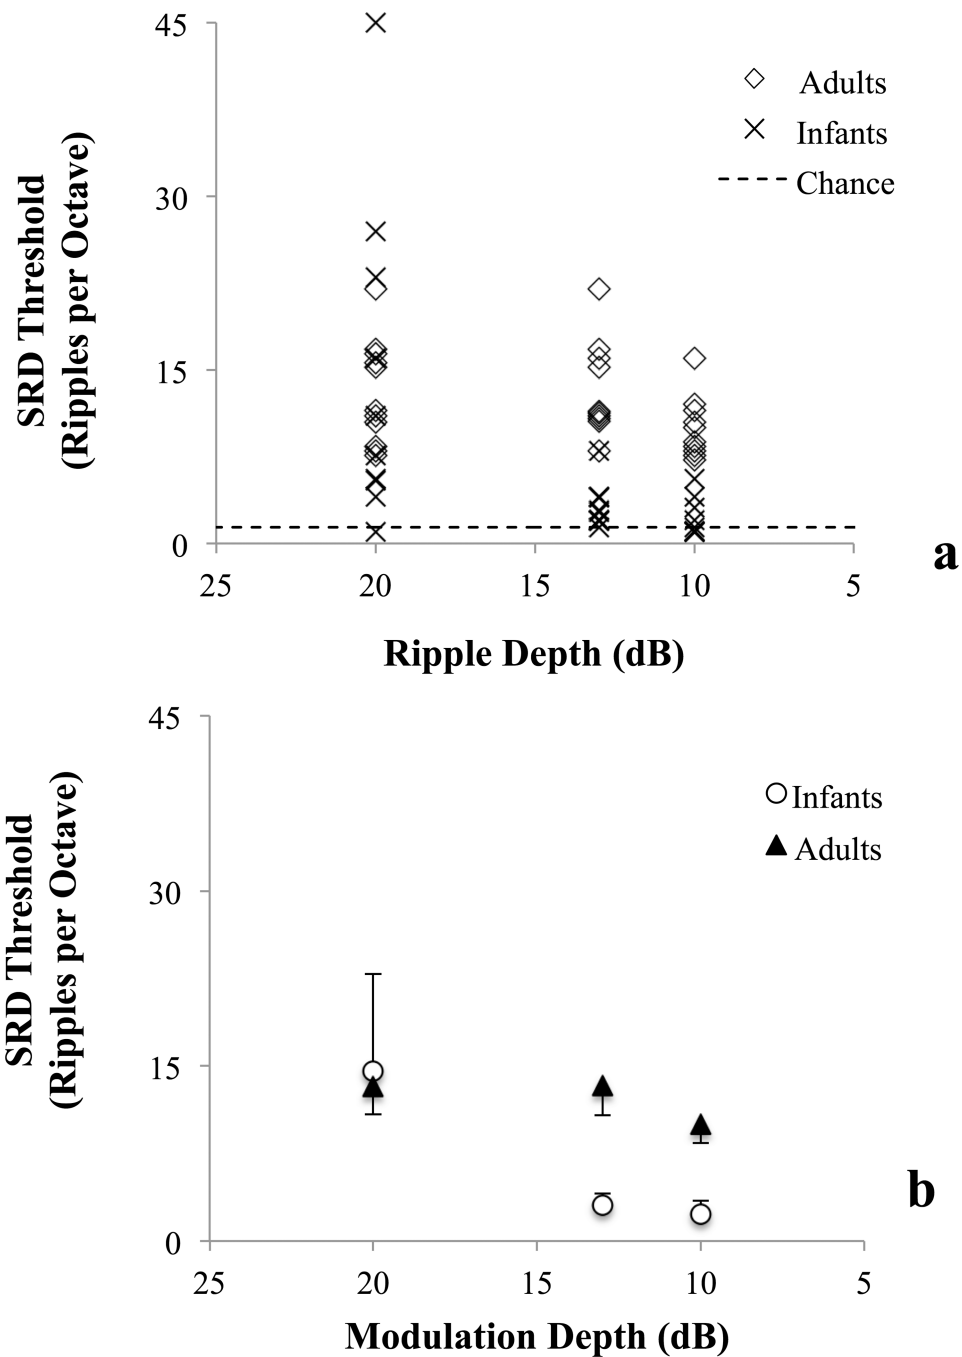 45
30
15
0
SRD Threshold
(Ripples per Octave)
Adults
Infants
Chance
25 20 15 10 5
Ripple Depth (dB)
a
45
30
15
0
SRD Threshold
(Ripples per Octave)
Infants
Adults
25 20 15 10 5
Modulation Depth (dB)
b